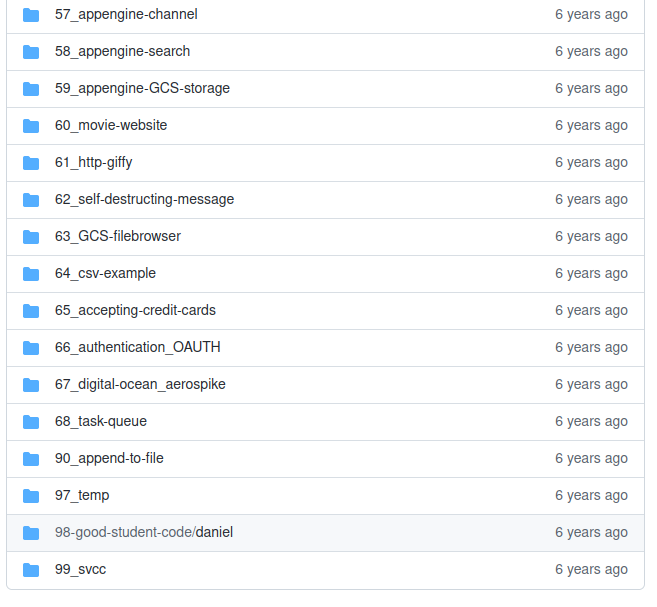 57_appengine-channel 6 years ago
58_appengine-search 6 years ago
59_appengine-GCS-storage 6 years ago
60_movie-website 6 years ago
61_http-giffy 6 years ago
62_self-destructing-message 6 years ago
63_GCS-filebrowser 6 years ago
64_csv-example 6 years ago
65_accepting-credit-cards 6 years ago
66_authentication_OAUTH 6 years ago
67_digital-ocean_aerospike 6 years ago
68_task-queue 6 years ago
90_append-to-file 6 years ago
97_temp 6 years ago
98-good-student-code/daniel 6 years ago
99_svcc 6 years ago